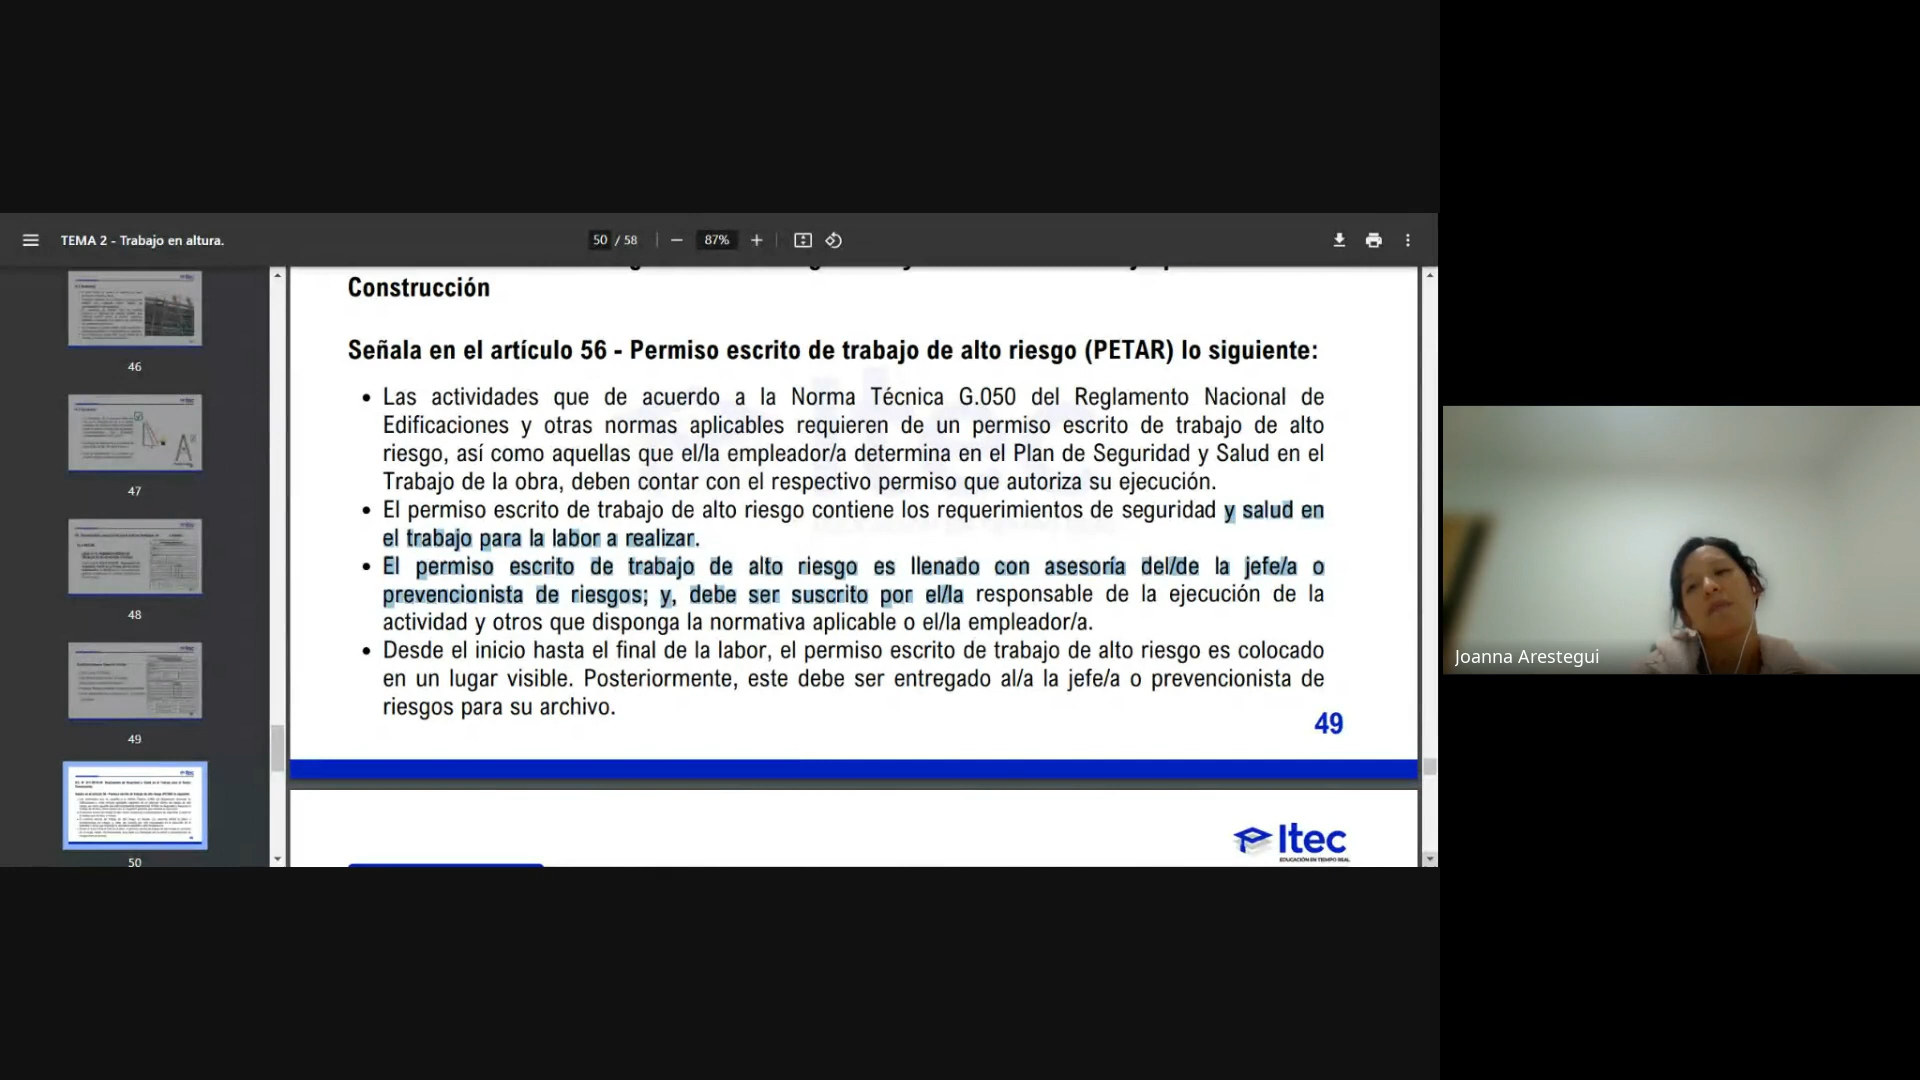 TEMA 2 - Trabajo en altura.
50 / 58
87%
46
47
48
49
50
Construcción
Señala en el artículo 56 - Permiso escrito de trabajo de alto riesgo (PETAR) lo siguiente:
• Las actividades que de acuerdo a la Norma Técnica G.050 del Reglamento Nacional de
Edificaciones y otras normas aplicables requieren de un permiso escrito de trabajo de alto
riesgo, así como aquellas que el/la empleador/a determina en el Plan de Seguridad y Salud en el
Trabajo de la obra, deben contar con el respectivo permiso que autoriza su ejecución.
• El permiso escrito de trabajo de alto riesgo contiene los requerimientos de seguridad y salud en
el trabajo para la labor a realizar.
• El permiso escrito de trabajo de alto riesgo es llenado con asesoría del/de la jefe/a o
prevencionista de riesgos; y, debe ser suscrito por el/la responsable de la ejecución de la
actividad y otros que disponga la normativa aplicable o el/la empleador/a.
• Desde el inicio hasta el final de la labor, el permiso escrito de trabajo de alto riesgo es colocado
en un lugar visible. Posteriormente, este debe ser entregado al/a la jefe/a o prevencionista de
riesgos para su archivo.
49
Itec
EDUCACIÓN EN TIEMPO REAL
Joanna Arestegui